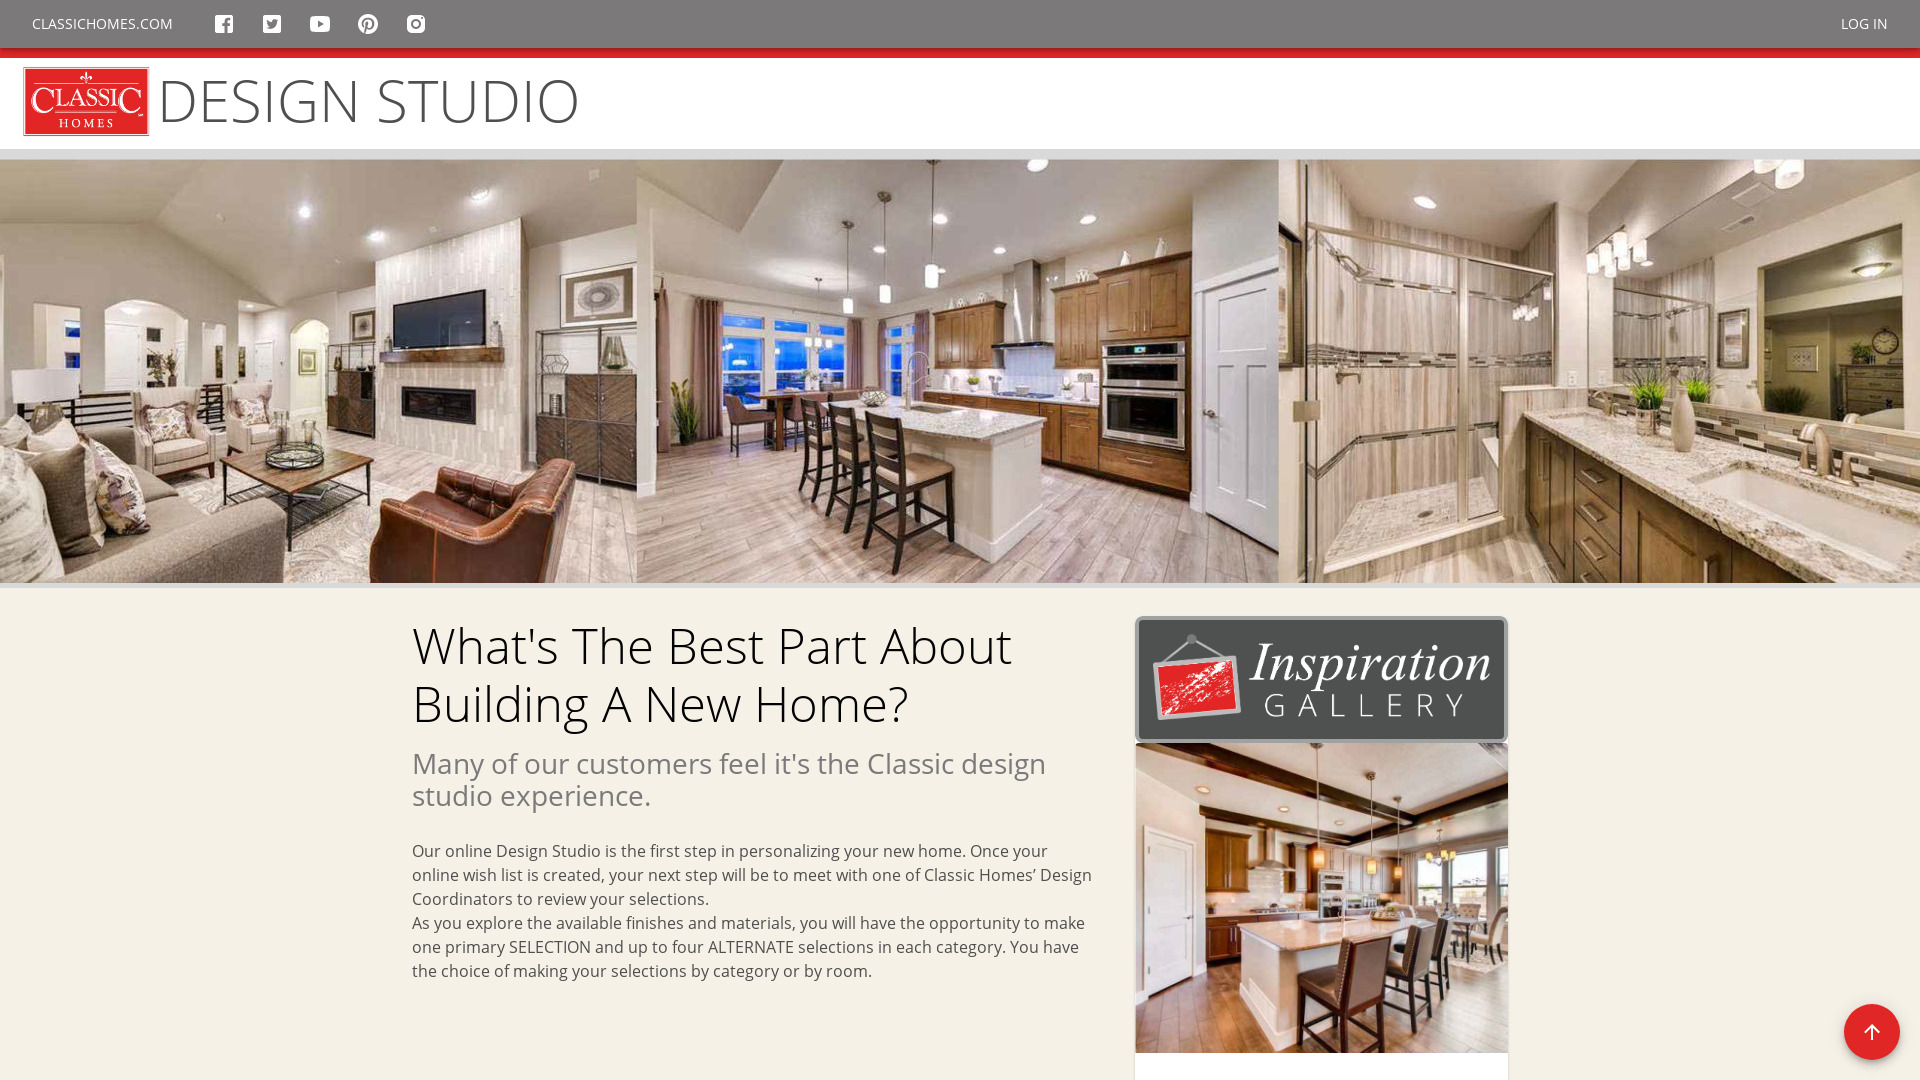 CLASSICHOMES.COM
LOG IN
CLASSIC
HOMES
DESIGN STUDIO
What's The Best Part About
Building A New Home?
Many of our customers feel it's the Classic design
studio experience.
Our online Design Studio is the first step in personalizing your new home. Once your
online wish list is created, your next step will be to meet with one of Classic Homes’ Design
Coordinators to review your selections.
As you explore the available finishes and materials, you will have the opportunity to make
one primary SELECTION and up to four ALTERNATE selections in each category. You have
the choice of making your selections by category or by room.
Inspiration
GALLERY